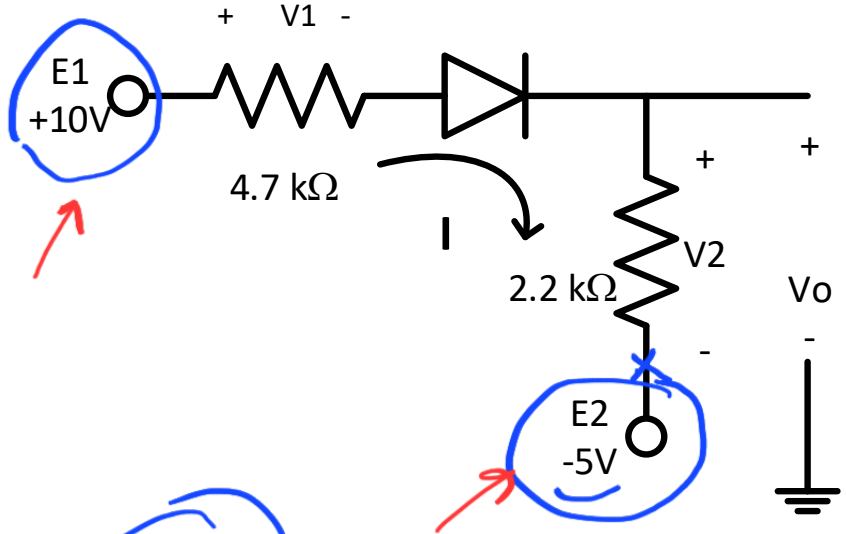 + V1 -
E1
+10V
4.7 kΩ
I
+
+
V2
2.2 kΩ
Vo
-
-
E2
-5V